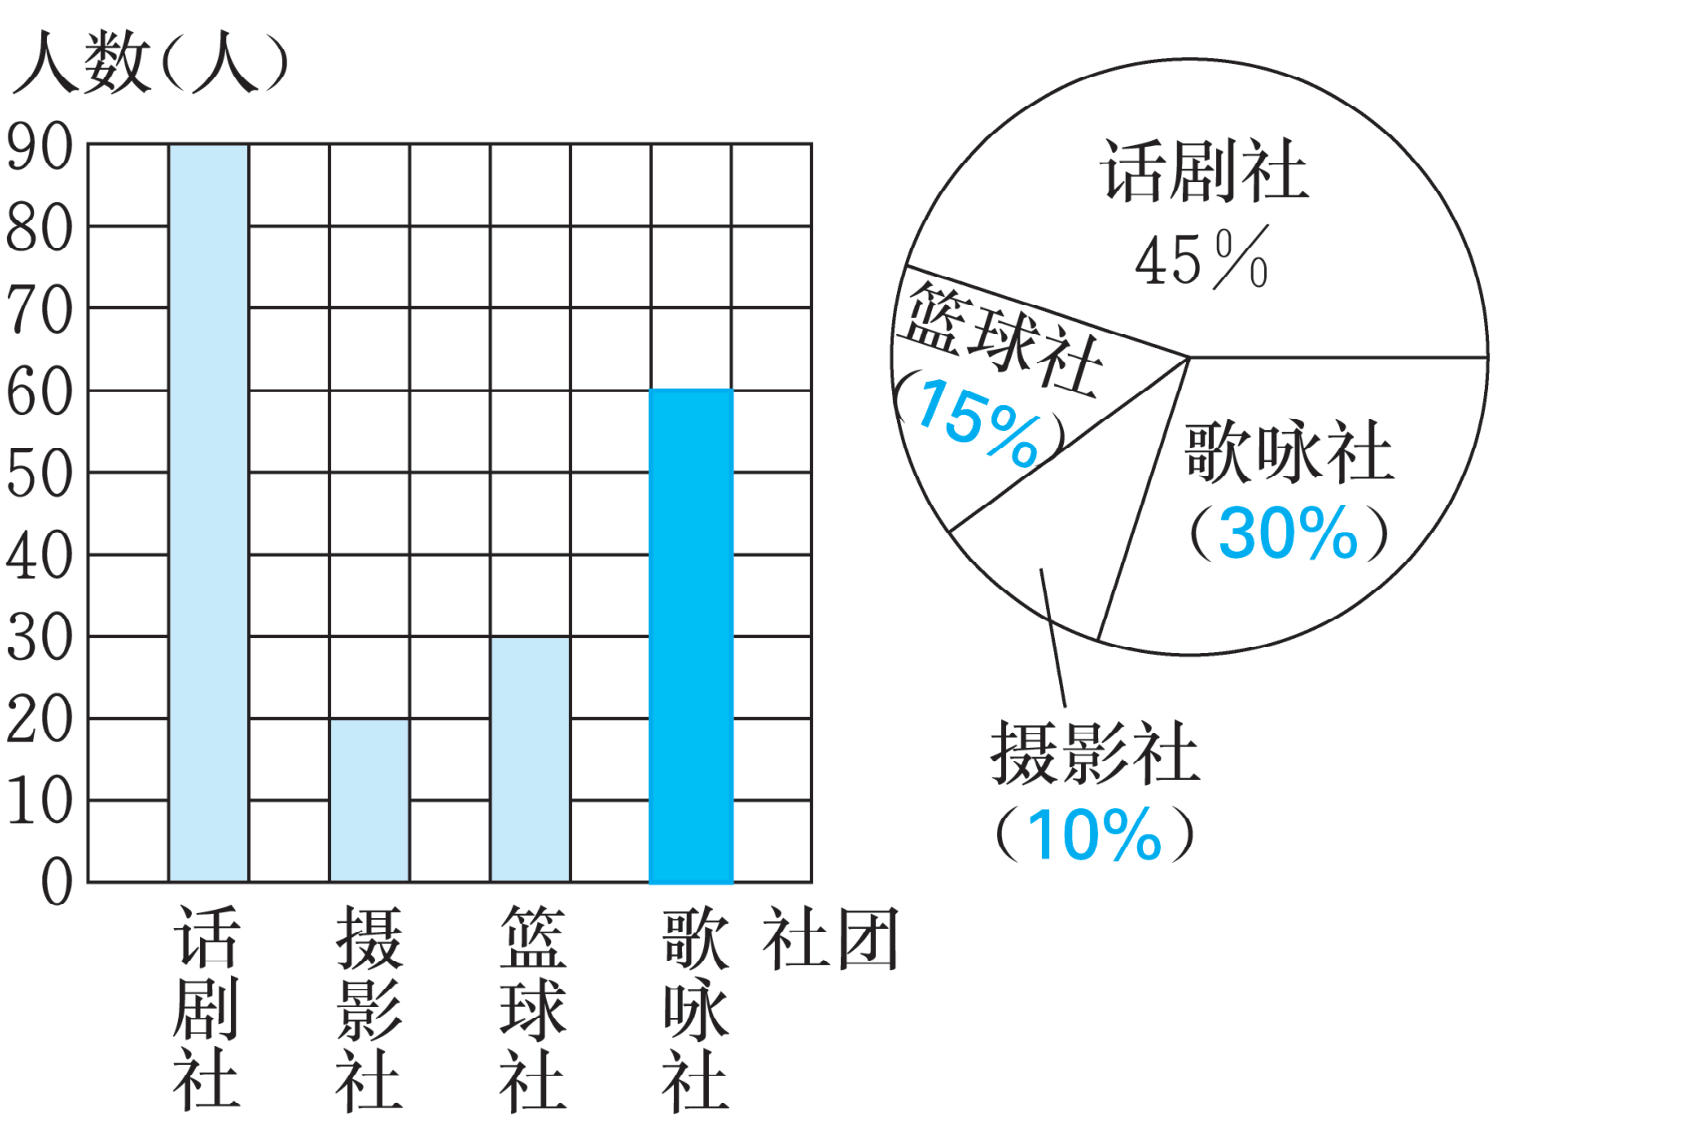 人数(人)
90
80
70
60
50
40
30
20
10
0
话剧社
摄影社
篮球社
歌咏社
社团
话剧社
45%
篮球社
(15%)
歌咏社
(30%)
摄影社
(10%)